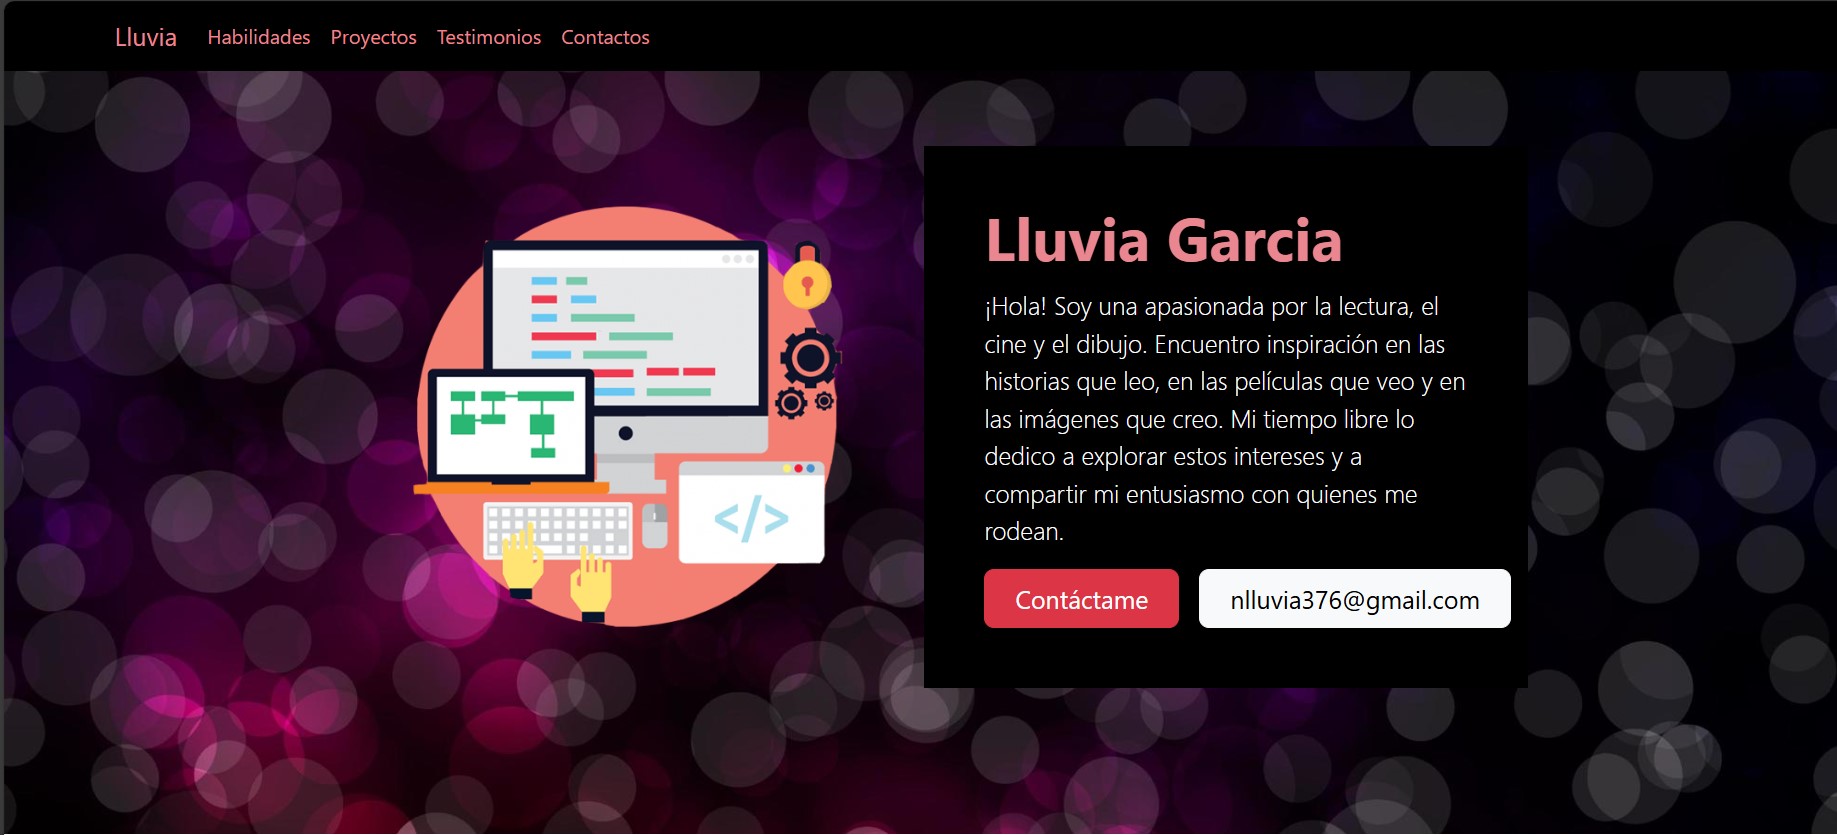 Lluvia Habilidades Proyectos Testimonios Contactos
Lluvia Garcia
¡Hola! Soy una apasionada por la lectura, el
cine y el dibujo. Encuentro inspiración en las
historias que leo, en las películas que veo y en
las imágenes que creo. Mi tiempo libre lo
dedico a explorar estos intereses y a
compartir mi entusiasmo con quienes me
rodean.
Contáctame nlluvia376@gmail.com
</>